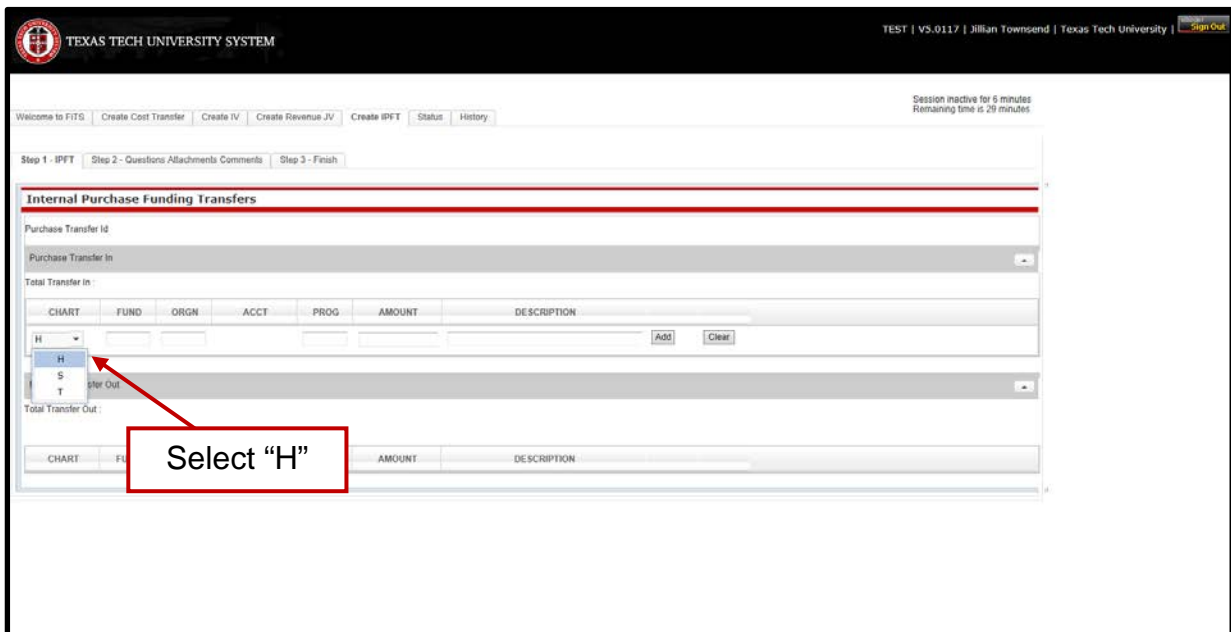 TEXAS TECH UNIVERSITY SYSTEM
TEST | V5.0117 | Jillian Townsend | Texas Tech University | Sign Out
Session inactive for 6 minutes
Remaining time is 29 minutes
Welcome to FiTS Create Cost Transfer Create IV Create Revenue JV Create IPFT Status History
Step 1 - IPFT Step 2 - Questions Attachments Comments Step 3 - Finish
Internal Purchase Funding Transfers
Purchase Transfer Id
Purchase Transfer In
Total Transfer In :
CHART FUND ORGN ACCT PROG AMOUNT DESCRIPTION
H Add Clear
H
S
T
sfer Out
Total Transfer Out :
Select “H”
CHART FU AMOUNT DESCRIPTION